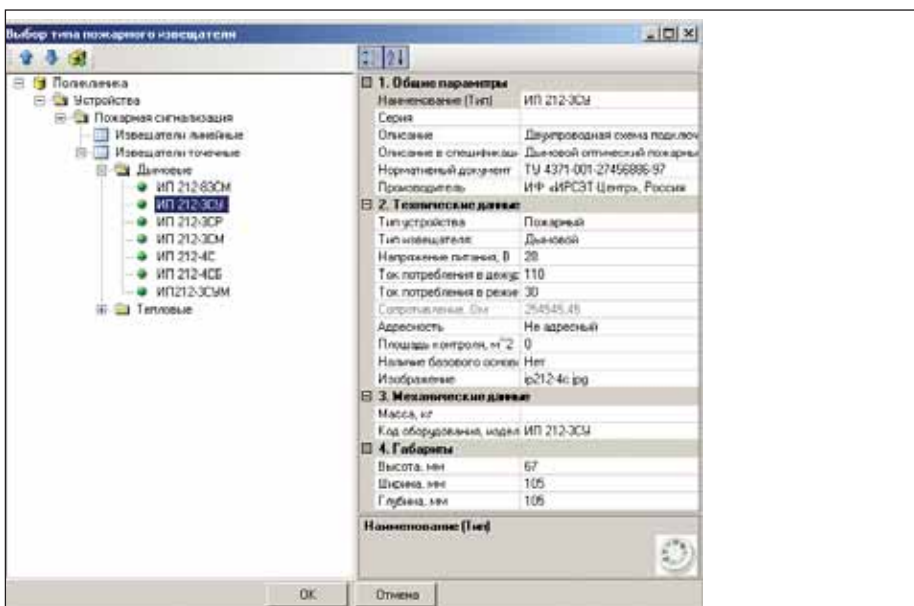 Выбор типа пожарного извещателя
Поликлиника
Устройства
Пожарная сигнализация
Извещатели линейные
Извещатели точечные
Дымовые
ИП 212-83СМ
ИП 212-3СУ
ИП 212-3СР
ИП 212-3СМ
ИП 212-4С
ИП 212-4СБ
ИП212-3СУМ
Тепловые
1. Общие параметры
Наименование (Тип) ИП 212-3СУ
Серия
Описание Двухпроводная схема подключ
Описание в спецификаци Дымовой оптический пожарны
Нормативный документ ТУ 4371-001-27456886-97
Производитель ИФ «ИРСЭТ Центр», Россия
2. Технические данные
Тип устройства Пожарный
Тип извещателя: Дымовой
Напряжение питания, В 28
Ток потребления в дежур 110
Ток потребления в режим 30
Сопротивление, Ом 254545,45
Адресность Не адресный
Площадь контроля, м^2 0
Наличие базового основа Нет
Изображение ip212-4c.jpg
3. Механические данные
Масса, кг
Код оборудования, издел ИП 212-3СУ
4. Габариты
Высота, мм 67
Ширина, мм 105
Глубина, мм 105
Наименование (Тип)
ОК Отмена